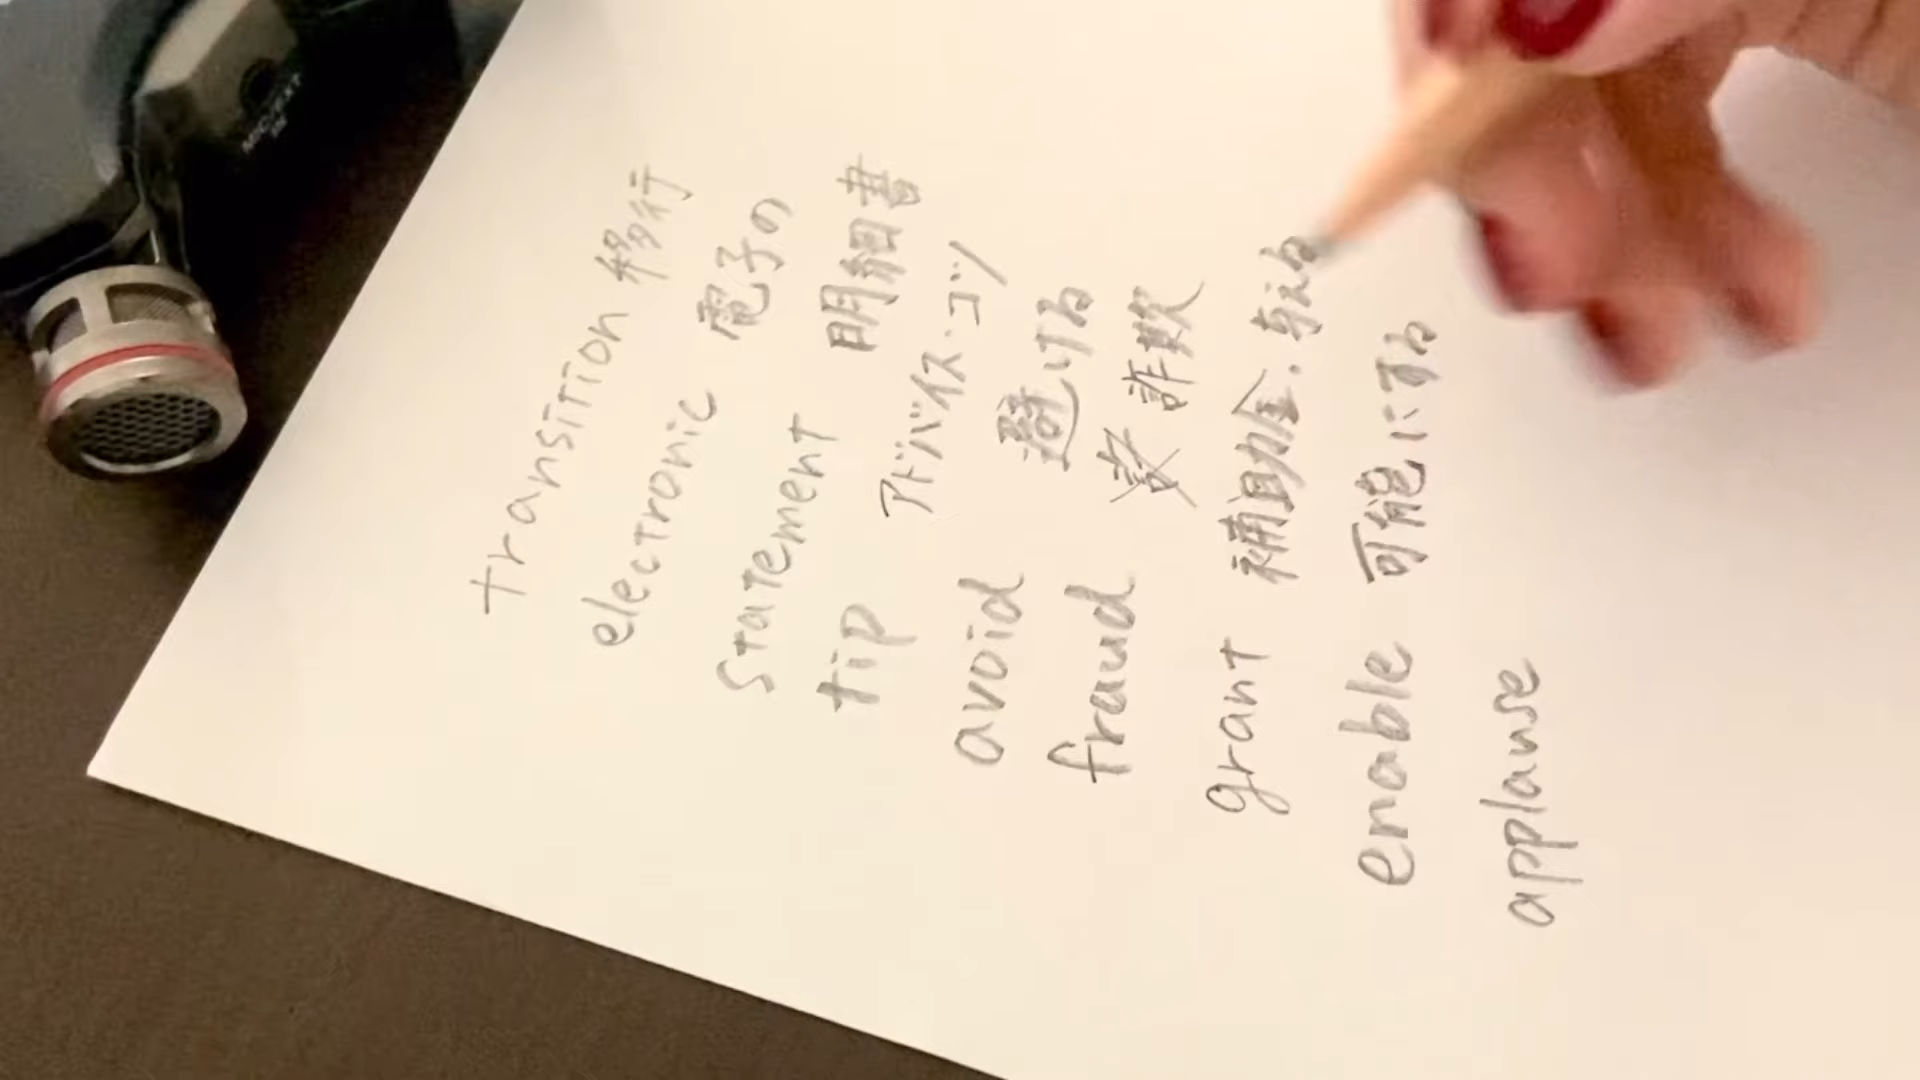 transition 移行
electronic 電子の
statement 明細書
tip アドバイス・コツ
avoid 避ける
fraud 詐欺
grant 補助金・与える
enable 可能にする
applause